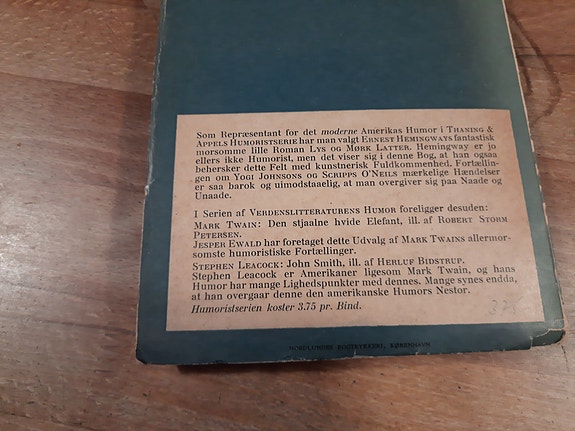 Som Repræsentant for det moderne Amerikas Humor i THANING &
APPELS HUMORISTSERIE har man valgt ERNEST HEMINGWAYS fantastisk
morsomme lille Roman LYS OG MØRK LATTER. Hemingway er jo
ellers ikke Humorist, men det viser sig i denne Bog, at han ogsaa
behersker dette Felt med kunstnerisk Fuldkommenhed. Fortællin-
gen om YOGI JOHNSONS og SCRIPPS O'NEILS mærkelige Hændelser
er saa barok og uimodstaaelig, at man overgiver sig paa Naade og
Unaade.
I Serien af VERDENSLITTERATURENS HUMOR foreligger desuden:
MARK TWAIN: Den stjaalne hvide Elefant, ill. af ROBERT STORM
PETERSEN.
JESPER EWALD har foretaget dette Udvalg af MARK TWAINS allermor-
somste humoristiske Fortællinger.
STEPHEN LEACOCK: John Smith, ill. af HERLUF BIDSTRUP.
Stephen Leacock er Amerikaner ligesom Mark Twain, og hans
Humor har mange Lighedspunkter med dennes. Mange synes endda,
at han overgaar denne den amerikanske Humors Nestor.
Humoristserien koster 3.75 pr. Bind.
NORDLUNDES BOGTRYKKERI, KØBENHAVN